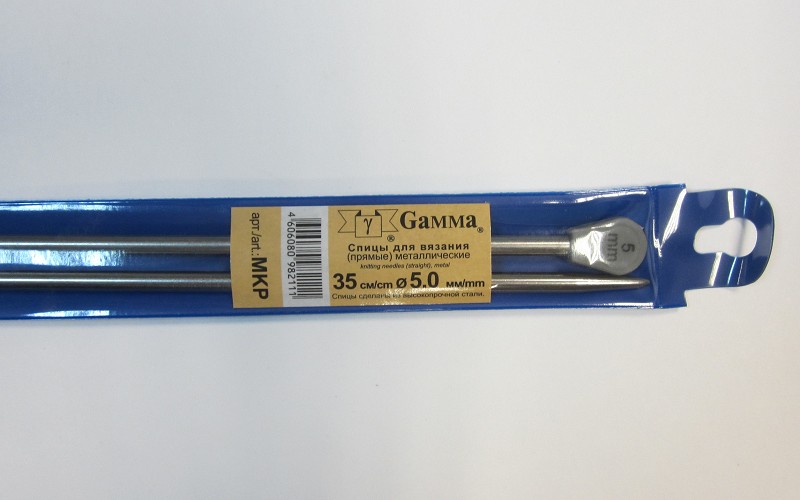 арт./art.: МКР
4 606080 982111
γ
®
Gamma®
Спицы для вязания
(прямые) металлические
knitting needles (straight), metal
35 см/cm ø 5.0 мм/mm
Спицы сделаны из высокопрочной стали.
5
mm